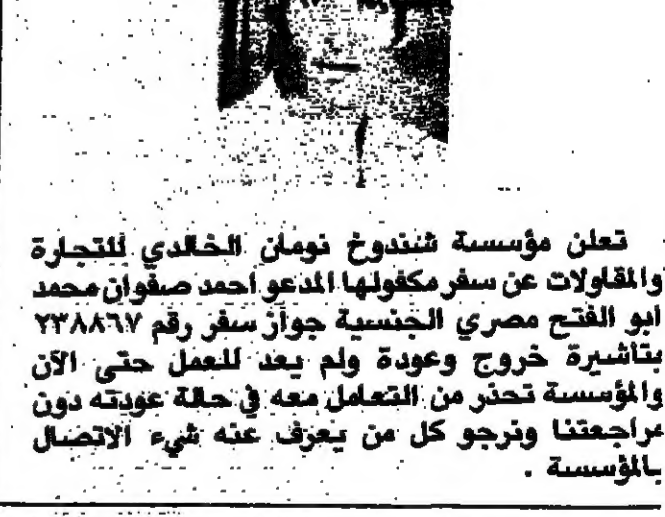 تعلن مؤسسة شندوخ نومان الخالدي للتجارة
والمقاولات عن سفر مكفولها المدعو احمد صفوان محمد
ابو الفتح مصري الجنسية جواز سفر رقم ٢٣٨٨٦٧
بتأشيرة خروج وعودة ولم يعد للعمل حتى الآن
والمؤسسة تحذر من التعامل معه في حالة عودته دون
مراجعتنا ونرجو كل من يعرف عنه شيء الاتصال
بالمؤسسة .